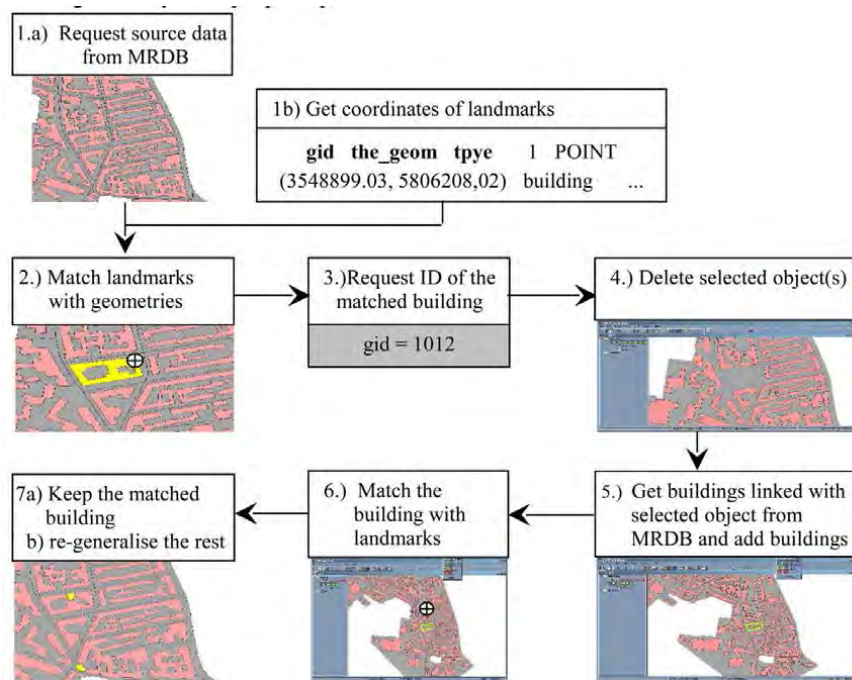 1.a) Request source data
from MRDB
1b) Get coordinates of landmarks
gid the_geom tpye 1 POINT
(3548899.03, 5806208,02) building ...
2.) Match landmarks
with geometries
3.)Request ID of the
matched building
gid = 1012
4.) Delete selected object(s)
7a) Keep the matched
building
b) re-generalise the rest
6.) Match the
building with
landmarks
5.) Get buildings linked with
selected object from
MRDB and add buildings